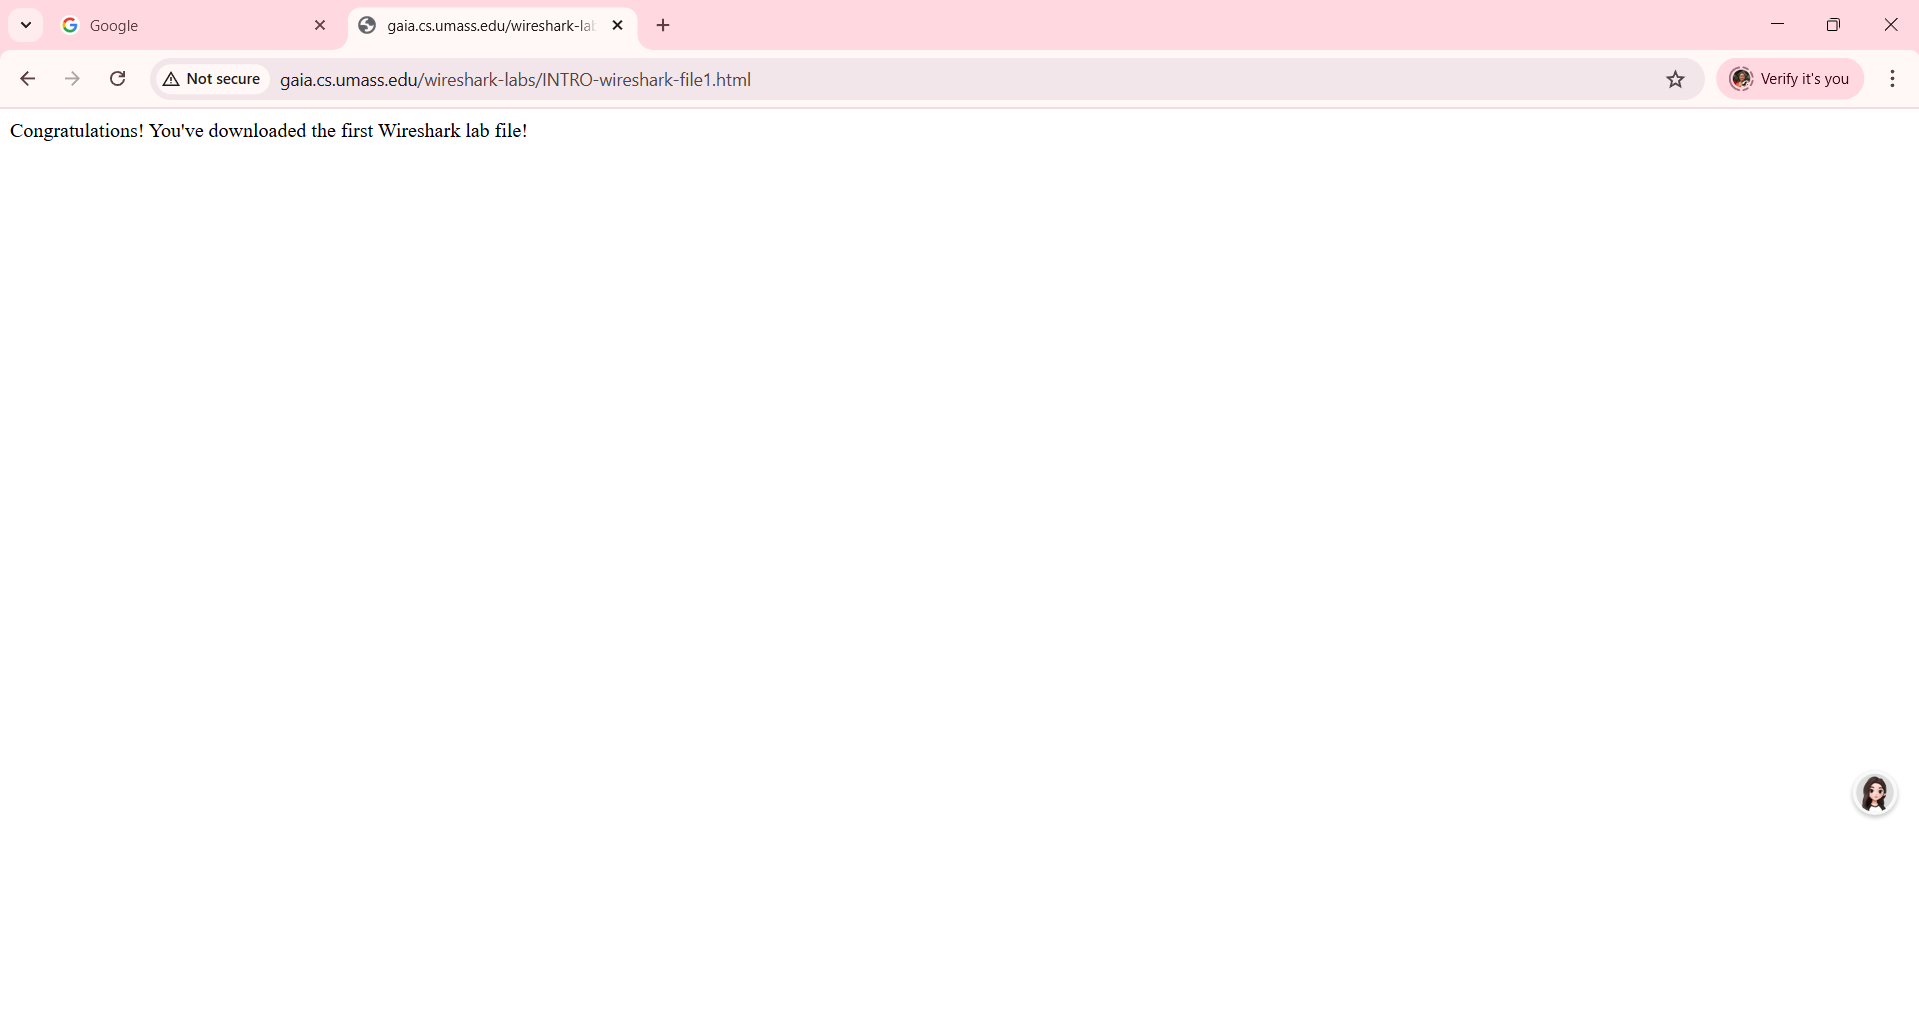 Google
gaia.cs.umass.edu/wireshark-la
Not secure
gaia.cs.umass.edu/wireshark-labs/INTRO-wireshark-file1.html
Verify it's you
Congratulations! You've downloaded the first Wireshark lab file!